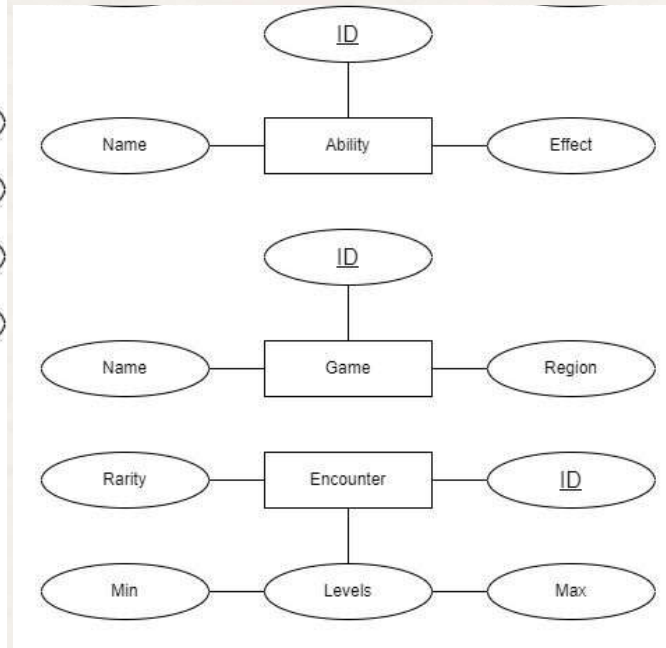 ID
Name Ability Effect
ID
Name Game Region
Rarity Encounter ID
Min Levels Max